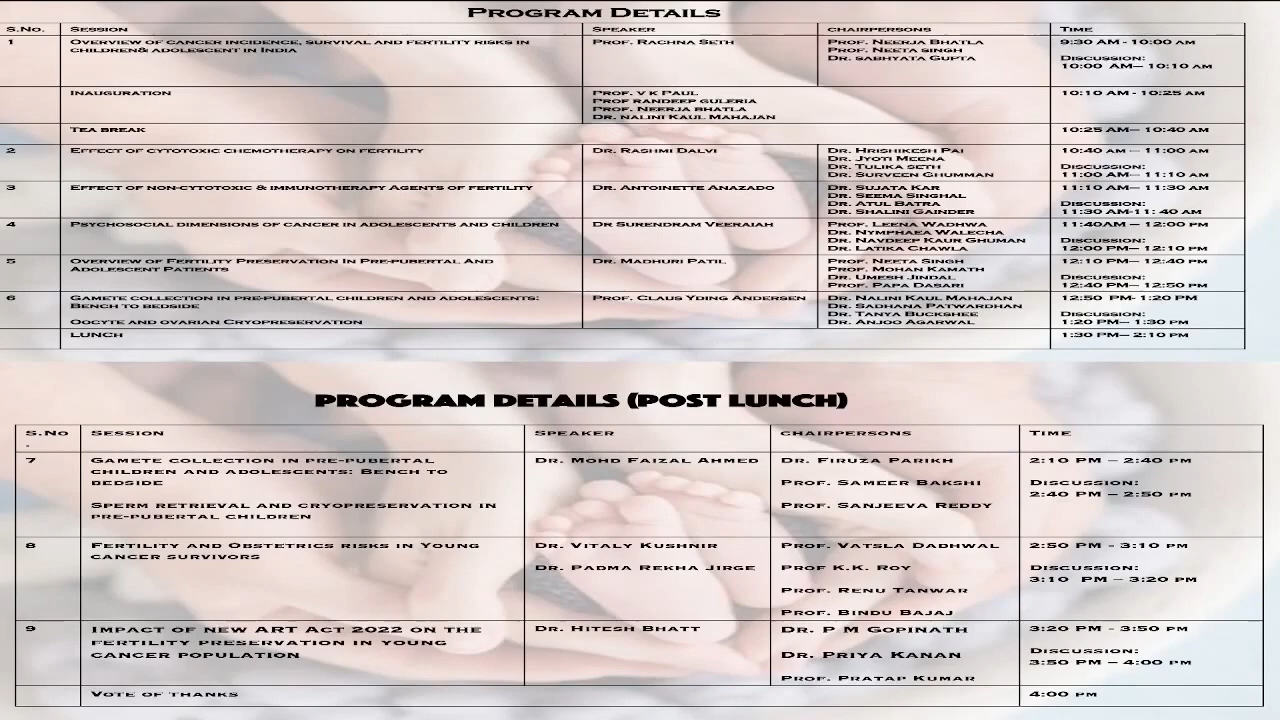 PROGRAM DETAILS
S.NO. SESSION SPEAKER CHAIRPERSONS TIME
1 OVERVIEW OF CANCER INCIDENCE, SURVIVAL AND FERTILITY RISKS IN PROF. RACHNA SETH PROF. NEERJA BHATLA 9:30 AM - 10:00 AM
CHILDREN& ADOLESCENT IN INDIA PROF. NEETA SINGH
DR. SABHYATA GUPTA DISCUSSION:
10:00 AM– 10:10 AM
INAUGURATION PROF. V K PAUL 10:10 AM - 10:25 AM
PROF RANDEEP GULERIA
PROF. NEERJA BHATLA
DR. NALINI KAUL MAHAJAN
TEA BREAK 10:25 AM– 10:40 AM
2 EFFECT OF CYTOTOXIC CHEMOTHERAPY ON FERTILITY DR. RASHMI DALVI DR. HRISHIKESH PAI 10:40 AM – 11:00 AM
DR. JYOTI MEENA
DR. TULIKA SETH DISCUSSION:
DR. SURVEEN GHUMMAN 11:00 AM– 11:10 AM
3 EFFECT OF NON-CYTOTOXIC & IMMUNOTHERAPY AGENTS OF FERTILITY DR. ANTOINETTE ANAZADO DR. SUJATA KAR 11:10 AM – 11:30 AM
DR. SEEMA SINGHAL
DR. ATUL BATRA DISCUSSION:
DR. SHALINI GAINDER 11:30 AM-11: 40 AM
4 PSYCHOSOCIAL DIMENSIONS OF CANCER IN ADOLESCENTS AND CHILDREN DR SURENDRAM VEERAIAH PROF. LEENA WADHWA 11:40AM – 12:00 PM
DR. NYMPHAEA WALECHA
DR. NAVDEEP KAUR GHUMAN DISCUSSION:
DR. LATIKA CHAWLA 12:00 PM– 12:10 PM
5 OVERVIEW OF FERTILITY PRESERVATION IN PRE-PUBERTAL AND DR. MADHURI PATIL PROF. NEETA SINGH 12:10 PM– 12:40 PM
ADOLESCENT PATIENTS PROF. MOHAN KAMATH
DR. UMESH JINDAL DISCUSSION:
PROF. PAPA DASARI 12:40 PM– 12:50 PM
6 GAMETE COLLECTION IN PRE-PUBERTAL CHILDREN AND ADOLESCENTS: PROF. CLAUS YDING ANDERSEN DR. NALINI KAUL MAHAJAN 12:50 PM- 1:20 PM
BENCH TO BEDSIDE DR. SADHANA PATWARDHAN
DR. TANYA BUCKSHEE DISCUSSION:
OOCYTE AND OVARIAN CRYOPRESERVATION DR. ANJOO AGARWAL 1:20 PM– 1:30 PM
LUNCH 1:30 PM– 2:10 PM
PROGRAM DETAILS (POST LUNCH)
S.NO SESSION SPEAKER CHAIRPERSONS TIME
.
7 GAMETE COLLECTION IN PRE-PUBERTAL DR. MOHD FAIZAL AHMED DR. FIRUZA PARIKH 2:10 PM – 2:40 PM
CHILDREN AND ADOLESCENTS: BENCH TO
BEDSIDE PROF. SAMEER BAKSHI DISCUSSION:
2:40 PM – 2:50 PM
SPERM RETRIEVAL AND CRYOPRESERVATION IN PROF. SANJEEVA REDDY
PRE-PUBERTAL CHILDREN
8 FERTILITY AND OBSTETRICS RISKS IN YOUNG DR. VITALY KUSHNIR PROF. VATSLA DADHWAL 2:50 PM - 3:10 PM
CANCER SURVIVORS
DR. PADMA REKHA JIRGE PROF K.K. ROY DISCUSSION:
3:10 PM – 3:20 PM
PROF. RENU TANWAR
PROF. BINDU BAJAJ
9 IMPACT OF NEW ART ACT 2022 ON THE DR. HITESH BHATT DR. P M GOPINATH 3:20 PM - 3:50 PM
FERTILITY PRESERVATION IN YOUNG
CANCER POPULATION DR. PRIYA KANAN DISCUSSION:
3:50 PM – 4:00 PM
PROF. PRATAP KUMAR
VOTE OF THANKS 4:00 PM